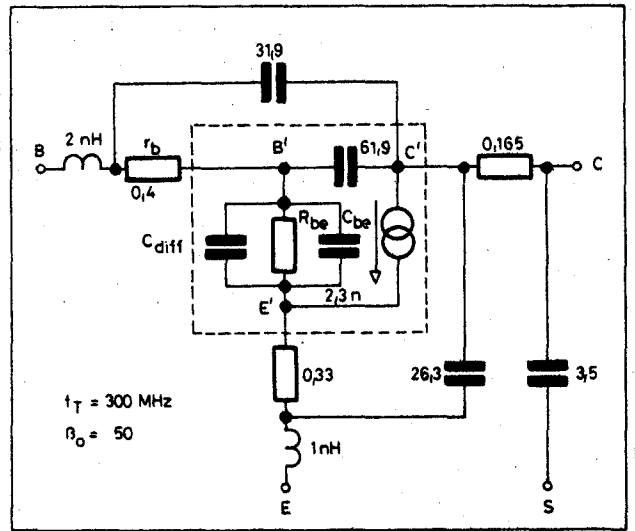 31,9
2 nH
r_b
B
0,4
B'
61,9
C'
0,165
C
R_be
C_be
C_diff
2,3 n
E'
0,33
26,3
3,5
f_T = 300 MHz
β_o = 50
1nH
E
S